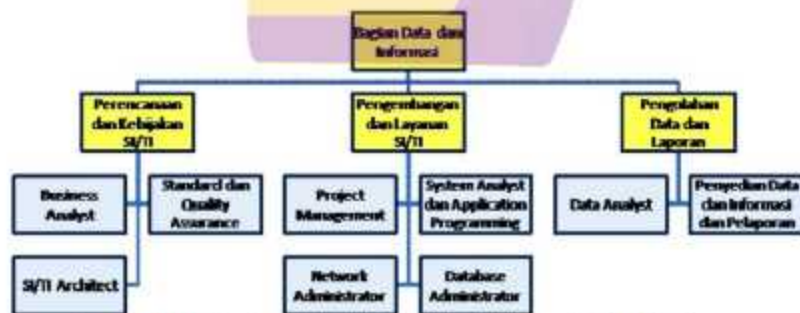 Bagian Data dan
Informasi
Perencanaan
dan Kebijakan
SI/TI
Pengembangan
dan Layanan
SI/TI
Pengolahan
Data dan
Laporan
Business
Analyst
Standard dan
Quality
Assurance
Project
Management
System Analyst
dan Application
Programming
Data Analyst
Penyedian Data
dan Informasi
dan Pelaporan
SI/TI Architect
Network
Administrator
Database
Administrator